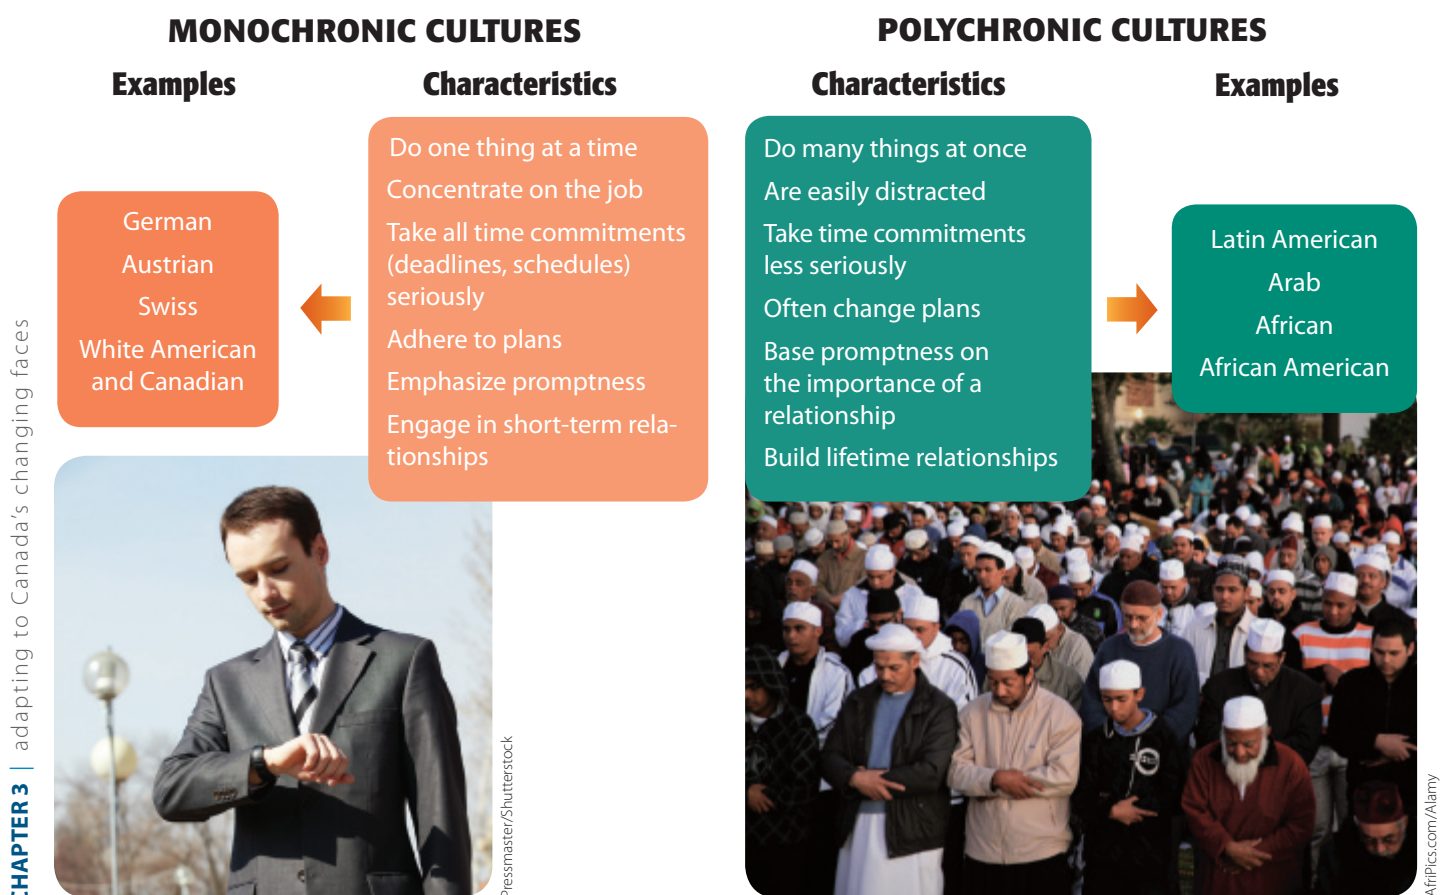 MONOCHRONIC CULTURES
Examples
Characteristics
German
Austrian
Swiss
White American
and Canadian
Do one thing at a time
Concentrate on the job
Take all time commitments
(deadlines, schedules)
seriously
Adhere to plans
Emphasize promptness
Engage in short-term rela-
tionships
POLYCHRONIC CULTURES
Characteristics
Examples
Do many things at once
Are easily distracted
Take time commitments
less seriously
Often change plans
Base promptness on
the importance of a
relationship
Build lifetime relationships
Latin American
Arab
African
African American
CHAPTER 3 | adapting to Canada's changing faces
Pressmaster/Shutterstock
AfriPics.com/Alamy